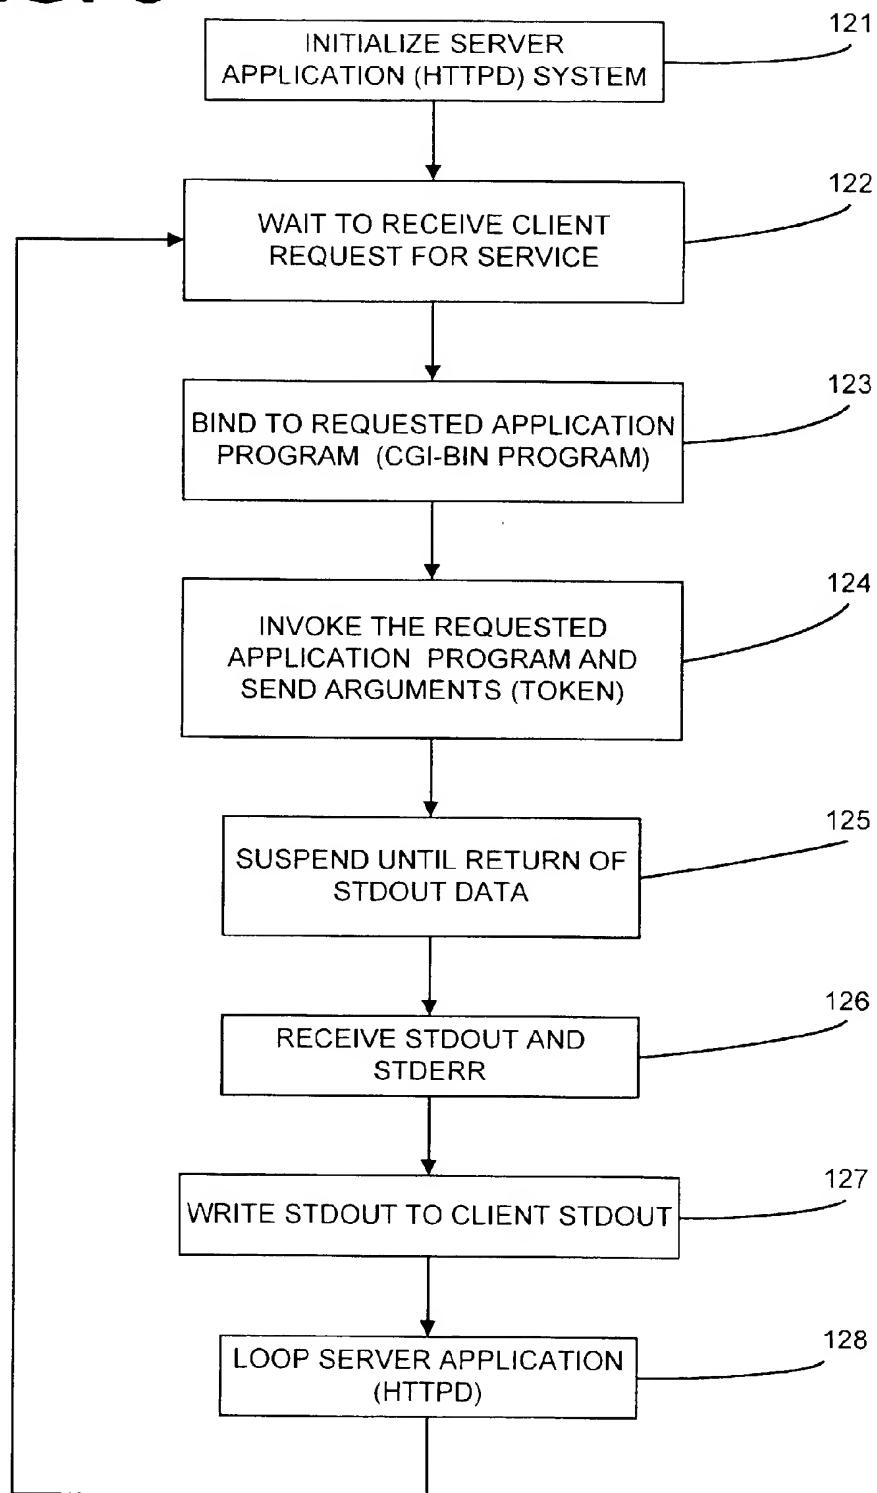 121
INITIALIZE SERVER
APPLICATION (HTTPD) SYSTEM
122
WAIT TO RECEIVE CLIENT
REQUEST FOR SERVICE
123
BIND TO REQUESTED APPLICATION
PROGRAM (CGI-BIN PROGRAM)
124
INVOKE THE REQUESTED
APPLICATION PROGRAM AND
SEND ARGUMENTS (TOKEN)
125
SUSPEND UNTIL RETURN OF
STDOUT DATA
126
RECEIVE STDOUT AND
STDERR
127
WRITE STDOUT TO CLIENT STDOUT
128
LOOP SERVER APPLICATION
(HTTPD)